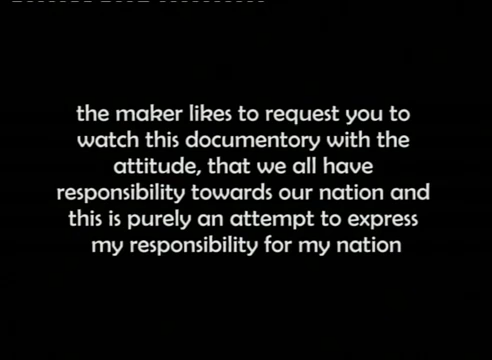 the maker likes to request you to
watch this documentory with the
attitude, that we all have
responsibility towards our nation and
this is purely an attempt to express
my responsibility for my nation